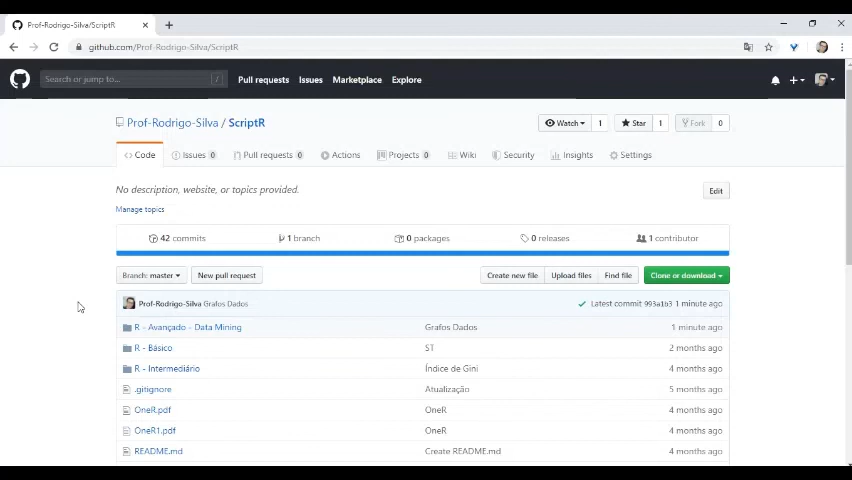 Prof-Rodrigo-Silva/ScriptR
github.com/Prof-Rodrigo-Silva/ScriptR
Search or jump to... / Pull requests Issues Marketplace Explore
Prof-Rodrigo-Silva / ScriptR Watch 1 Star 1 Fork 0
Code Issues 0 Pull requests 0 Actions Projects 0 Wiki Security Insights Settings
No description, website, or topics provided. Edit
Manage topics
42 commits 1 branch 0 packages 0 releases 1 contributor
Branch: master New pull request Create new file Upload files Find file Clone or download
Prof-Rodrigo-Silva Grafos Dados Latest commit 993a1b3 1 minute ago
R - Avançado - Data Mining Grafos Dados 1 minute ago
R - Básico ST 2 months ago
R - Intermediário Índice de Gini 4 months ago
.gitignore Atualização 5 months ago
OneR.pdf OneR 4 months ago
OneR1.pdf OneR 4 months ago
README.md Create README.md 4 months ago